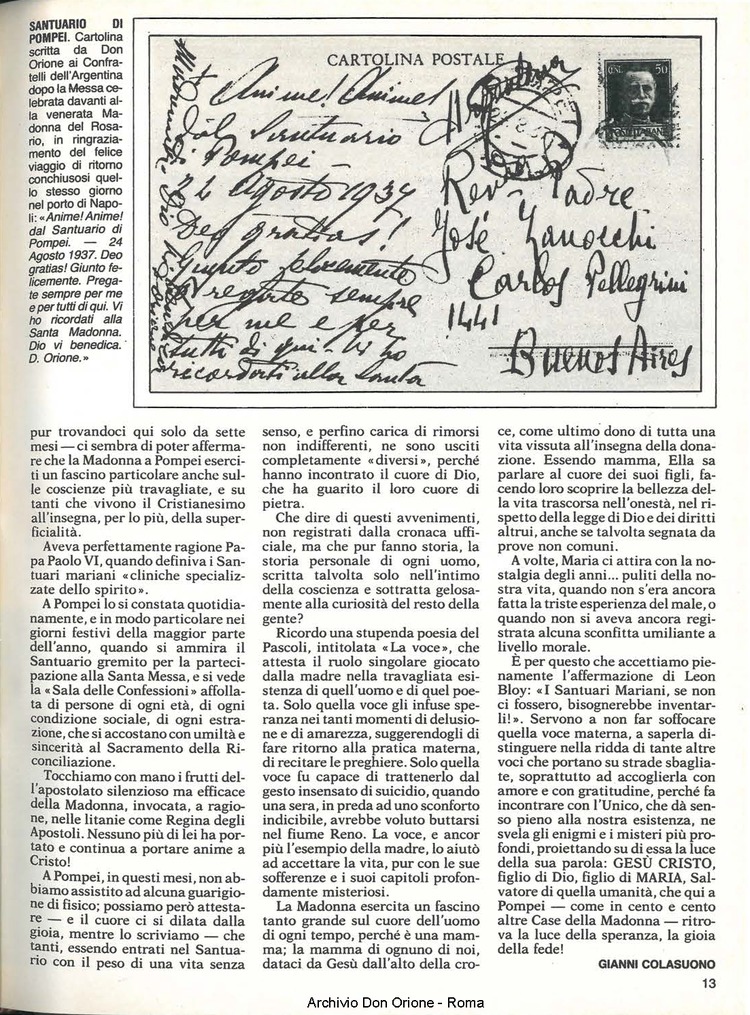 SANTUARIO DI
POMPEI. Cartolina
scritta da Don
Orione ai Confra-
telli dell'Argentina
dopo la Messa ce-
lebrata davanti al-
la venerata Ma-
donna del Rosa-
rio, in ringrazia-
mento del felice
viaggio di ritorno
conchiusosi quel-
lo stesso giorno
nel porto di Napo-
li: «Anime! Anime!
dal Santuario di
Pompei. — 24
Agosto 1937. Deo
gratias! Giunto fe-
licemente. Prega-
te sempre per me
e per tutti di qui. Vi
ho ricordati alla
Santa Madonna.
Dio vi benedica.
D. Orione.»
CARTOLINA POSTALE
Anime! Anime!
dal Santuario
di Pompei —
24 Agosto 1937
Deo gratias!
Giunto felicemente
Pregate sempre
per me e per
tutti di qui – Vi ho
ricordati alla Santa
Madonna. Dio vi benedica
D Orione
Argentina
50
POSTE ITALIANE
Rev. Padre
José Zanocchi
Carlos Pellegrini
1441
Buenos Aires
pur trovandoci qui solo da sette
mesi — ci sembra di poter afferma-
re che la Madonna a Pompei eserci-
ti un fascino particolare anche sul-
le coscienze più travagliate, e su
tanti che vivono il Cristianesimo
all'insegna, per lo più, della super-
ficialità.
Aveva perfettamente ragione Pa-
pa Paolo VI, quando definiva i San-
tuari mariani «cliniche specializ-
zate dello spirito».
A Pompei lo si constata quotidia-
namente, e in modo particolare nei
giorni festivi della maggior parte
dell'anno, quando si ammira il
Santuario gremito per la parteci-
pazione alla Santa Messa, e si vede
la «Sala delle Confessioni» affolla-
ta di persone di ogni età, di ogni
condizione sociale, di ogni estra-
zione, che si accostano con umiltà e
sincerità al Sacramento della Ri-
conciliazione.
Tocchiamo con mano i frutti del-
l'apostolato silenzioso ma efficace
della Madonna, invocata, a ragio-
ne, nelle litanie come Regina degli
Apostoli. Nessuno più di lei ha por-
tato e continua a portare anime a
Cristo!
A Pompei, in questi mesi, non ab-
biamo assistito ad alcuna guarigio-
ne di fisico; possiamo però attesta-
re — e il cuore ci si dilata dalla
gioia, mentre lo scriviamo — che
tanti, essendo entrati nel Santua-
rio con il peso di una vita senza
senso, e perfino carica di rimorsi
non indifferenti, ne sono usciti
completamente «diversi», perché
hanno incontrato il cuore di Dio,
che ha guarito il loro cuore di
pietra.
Che dire di questi avvenimenti,
non registrati dalla cronaca uffi-
ciale, ma che pur fanno storia, la
storia personale di ogni uomo,
scritta talvolta solo nell'intimo
della coscienza e sottratta gelosa-
mente alla curiosità del resto della
gente?
Ricordo una stupenda poesia del
Pascoli, intitolata «La voce», che
attesta il ruolo singolare giocato
dalla madre nella travagliata esi-
stenza di quell'uomo e di quel poe-
ta. Solo quella voce gli infuse spe-
ranza nei tanti momenti di delusio-
ne e di amarezza, suggerendogli di
fare ritorno alla pratica materna,
di recitare le preghiere. Solo quella
voce fu capace di trattenerlo dal
gesto insensato di suicidio, quando
una sera, in preda ad uno sconforto
indicibile, avrebbe voluto buttarsi
nel fiume Reno. La voce, e ancor
più l'esempio della madre, lo aiutò
ad accettare la vita, pur con le sue
sofferenze e i suoi capitoli profon-
damente misteriosi.
La Madonna esercita un fascino
tanto grande sul cuore dell'uomo
di ogni tempo, perché è una mam-
ma; la mamma di ognuno di noi,
dataci da Gesù dall'alto della cro-
ce, come ultimo dono di tutta una
vita vissuta all'insegna della dona-
zione. Essendo mamma, Ella sa
parlare al cuore dei suoi figli, fa-
cendo loro scoprire la bellezza del-
la vita trascorsa nell'onestà, nel ri-
spetto della legge di Dio e dei diritti
altrui, anche se talvolta segnata da
prove non comuni.
A volte, Maria ci attira con la no-
stalgia degli anni... puliti della no-
stra vita, quando non s'era ancora
fatta la triste esperienza del male, o
quando non si aveva ancora regi-
strata alcuna sconfitta umiliante a
livello morale.
È per questo che accettiamo pie-
namente l'affermazione di Leon
Bloy: «I Santuari Mariani, se non
ci fossero, bisognerebbe inventar-
li!». Servono a non far soffocare
quella voce materna, a saperla di-
stinguere nella ridda di tante altre
voci che portano su strade sbaglia-
te, soprattutto ad accoglierla con
amore e con gratitudine, perché fa
incontrare con l'Unico, che dà sen-
so pieno alla nostra esistenza, ne
svela gli enigmi e i misteri più pro-
fondi, proiettando su di essa la luce
della sua parola: GESÙ CRISTO,
figlio di Dio, figlio di MARIA, Sal-
vatore di quella umanità, che qui a
Pompei — come in cento e cento
altre Case della Madonna — ritro-
va la luce della speranza, la gioia
della fede!
GIANNI COLASUONO
13
Archivio Don Orione - Roma